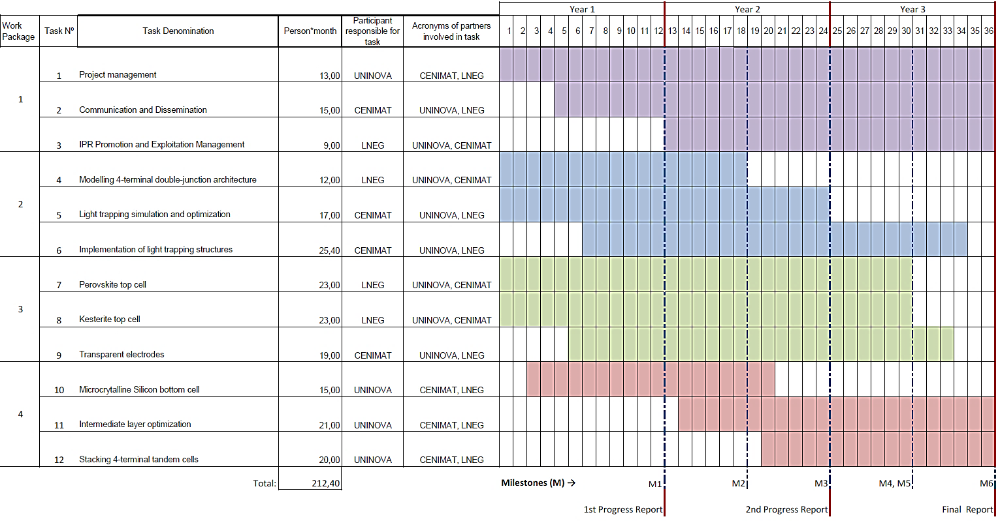 Year 1 Year 2 Year 3
Work Package Task Nº Task Denomination Person*month Participant responsible for task Acronyms of partners involved in task 1 2 3 4 5 6 7 8 9 10 11 12 13 14 15 16 17 18 19 20 21 22 23 24 25 26 27 28 29 30 31 32 33 34 35 36
1
1 Project management 13,00 UNINOVA CENIMAT, LNEG
2 Communication and Dissemination 15,00 CENIMAT UNINOVA, LNEG
3 IPR Promotion and Exploitation Management 9,00 LNEG UNINOVA, CENIMAT
2
4 Modelling 4-terminal double-junction architecture 12,00 LNEG UNINOVA, CENIMAT
5 Light trapping simulation and optimization 17,00 CENIMAT UNINOVA, LNEG
6 Implementation of light trapping structures 25,40 CENIMAT UNINOVA, LNEG
3
7 Perovskite top cell 23,00 LNEG UNINOVA, CENIMAT
8 Kesterite top cell 23,00 LNEG UNINOVA, CENIMAT
9 Transparent electrodes 19,00 CENIMAT UNINOVA, LNEG
4
10 Microcrytalline Silicon bottom cell 15,00 UNINOVA CENIMAT, LNEG
11 Intermediate layer optimization 21,00 UNINOVA CENIMAT, LNEG
12 Stacking 4-terminal tandem cells 20,00 UNINOVA CENIMAT, LNEG
Total: 212,40 Milestones (M) → M1 M2 M3 M4, M5 M6
1st Progress Report 2nd Progress Report Final Report